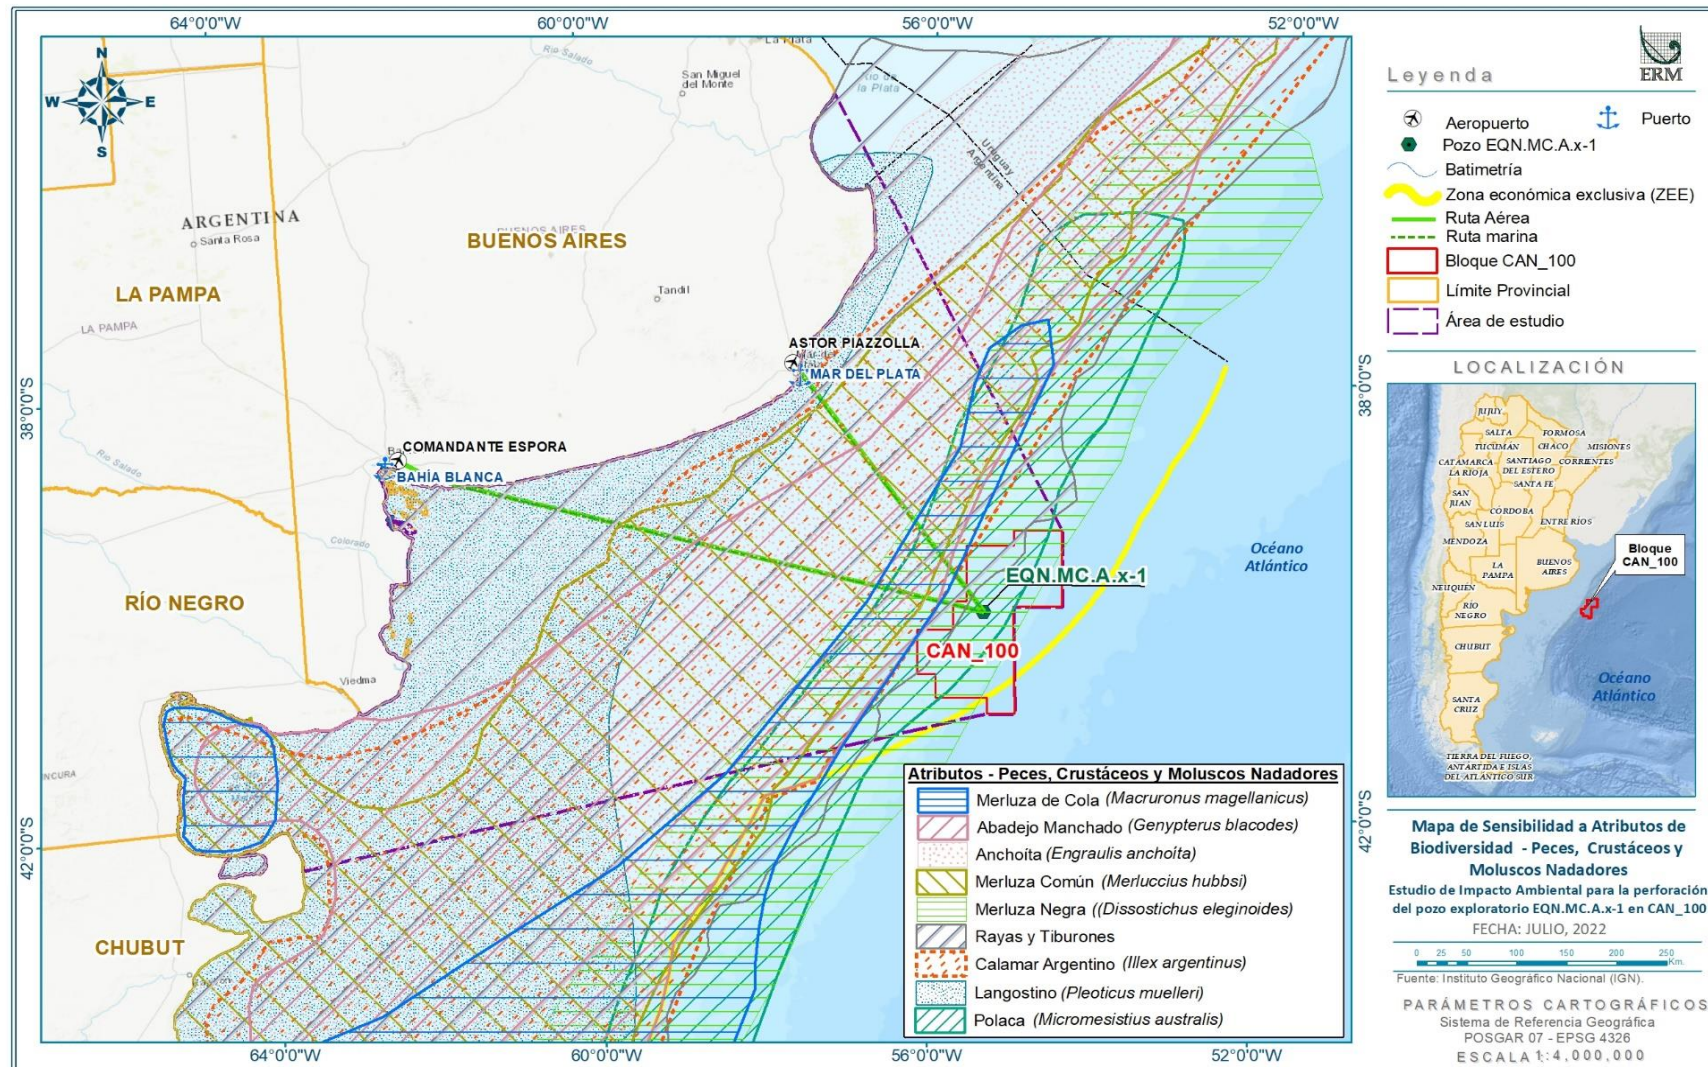 64°0'0"W
60°0'0"W
56°0'0"W
52°0'0"W
N
W
E
S
La Plata
Río Salado
San Miguel
del Monte
Río de
la Plata
Uruguay
Argentina
ARGENTINA
Santa Rosa
BUENOS AIRES
BUENOS AIRES
LA PAMPA
LA PAMPA
Tandil
ASTOR PIAZZOLLA
MAR DEL PLATA
38°0'0"S
38°0'0"S
COMANDANTE ESPORA
BAHÍA BLANCA
Río Salado
Colorado
RÍO NEGRO
Viedma
EQN.MC.A.x-1
CAN_100
Océano
Atlántico
42°0'0"S
42°0'0"S
CHUBUT
64°0'0"W
60°0'0"W
56°0'0"W
52°0'0"W
Atributos - Peces, Crustáceos y Moluscos Nadadores
Merluza de Cola (Macruronus magellanicus)
Abadejo Manchado (Genypterus blacodes)
Anchoíta (Engraulis anchoíta)
Merluza Común (Merluccius hubbsi)
Merluza Negra ((Dissostichus eleginoides)
Rayas y Tiburones
Calamar Argentino (Illex argentinus)
Langostino (Pleoticus muelleri)
Polaca (Micromesistius australis)
Leyenda
ERM
Aeropuerto
Puerto
Pozo EQN.MC.A.x-1
Batimetría
Zona económica exclusiva (ZEE)
Ruta Aérea
Ruta marina
Bloque CAN_100
Límite Provincial
Área de estudio
LOCALIZACIÓN
JUJUY
SALTA
FORMOSA
TUCUMÁN
CHACO
MISIONES
CATAMARCA
SANTIAGO
DEL ESTERO
CORRIENTES
LA RIOJA
SANTA FE
SAN
JUAN
CÓRDOBA
SAN LUIS
ENTRE RÍOS
MENDOZA
LA
PAMPA
BUENOS
AIRES
NEUQUÉN
RÍO
NEGRO
CHUBUT
SANTA
CRUZ
TIERRA DEL FUEGO,
ANTÁRTIDA E ISLAS
DEL ATLÁNTICO SUR
Bloque
CAN_100
Océano
Atlántico
Mapa de Sensibilidad a Atributos de
Biodiversidad - Peces, Crustáceos y
Moluscos Nadadores
Estudio de Impacto Ambiental para la perforación
del pozo exploratorio EQN.MC.A.x-1 en CAN_100
FECHA: JULIO, 2022
0 25 50 100 150 200 250
Km.
Fuente: Instituto Geográfico Nacional (IGN).
PARÁMETROS CARTOGRÁFICOS
Sistema de Referencia Geográfica
POSGAR 07 - EPSG 4326
ESCALA 1:4,000,000